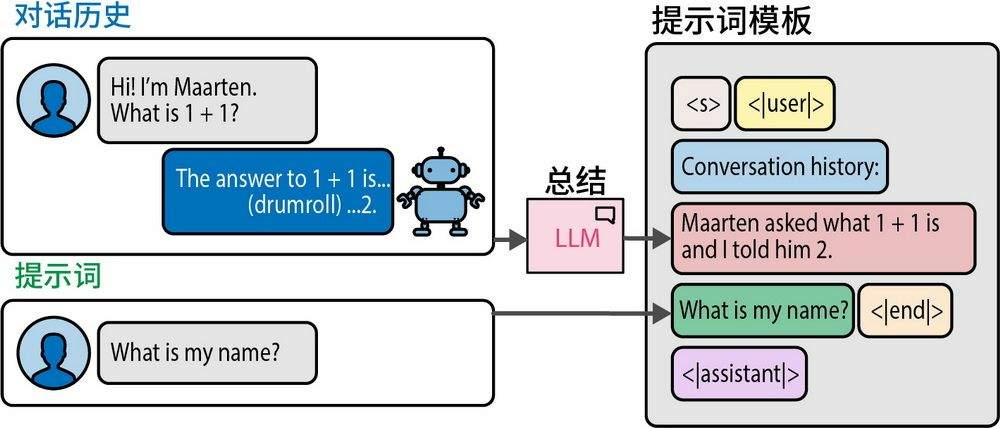 对话历史
Hi! I'm Maarten.
What is 1 + 1?
The answer to 1 + 1 is...
(drumroll) ...2.
提示词
What is my name?
总结
LLM
提示词模板
<s> <|user|>
Conversation history:
Maarten asked what 1 + 1 is
and I told him 2.
What is my name? <|end|>
<|assistant|>